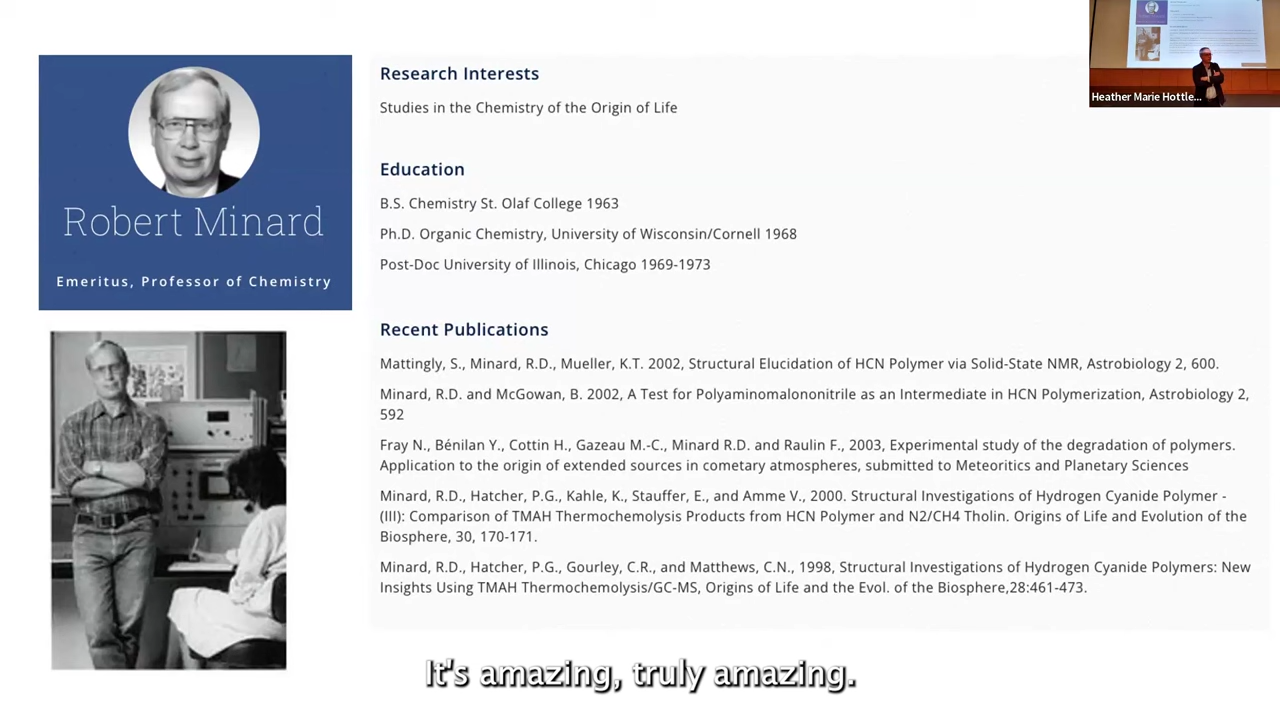 Robert Minard
Emeritus, Professor of Chemistry
Research Interests
Studies in the Chemistry of the Origin of Life
Education
B.S. Chemistry St. Olaf College 1963
Ph.D. Organic Chemistry, University of Wisconsin/Cornell 1968
Post-Doc University of Illinois, Chicago 1969-1973
Recent Publications
Mattingly, S., Minard, R.D., Mueller, K.T. 2002, Structural Elucidation of HCN Polymer via Solid-State NMR, Astrobiology 2, 600.
Minard, R.D. and McGowan, B. 2002, A Test for Polyaminomalononitrile as an Intermediate in HCN Polymerization, Astrobiology 2,
592
Fray N., Bénilan Y., Cottin H., Gazeau M.-C., Minard R.D. and Raulin F., 2003, Experimental study of the degradation of polymers.
Application to the origin of extended sources in cometary atmospheres, submitted to Meteoritics and Planetary Sciences
Minard, R.D., Hatcher, P.G., Kahle, K., Stauffer, E., and Amme V., 2000. Structural Investigations of Hydrogen Cyanide Polymer -
(III): Comparison of TMAH Thermochemolysis Products from HCN Polymer and N2/CH4 Tholin. Origins of Life and Evolution of the
Biosphere, 30, 170-171.
Minard, R.D., Hatcher, P.G., Gourley, C.R., and Matthews, C.N., 1998, Structural Investigations of Hydrogen Cyanide Polymers: New
Insights Using TMAH Thermochemolysis/GC-MS, Origins of Life and the Evol. of the Biosphere,28:461-473.
Heather Marie Hottle...
It's amazing, truly amazing.